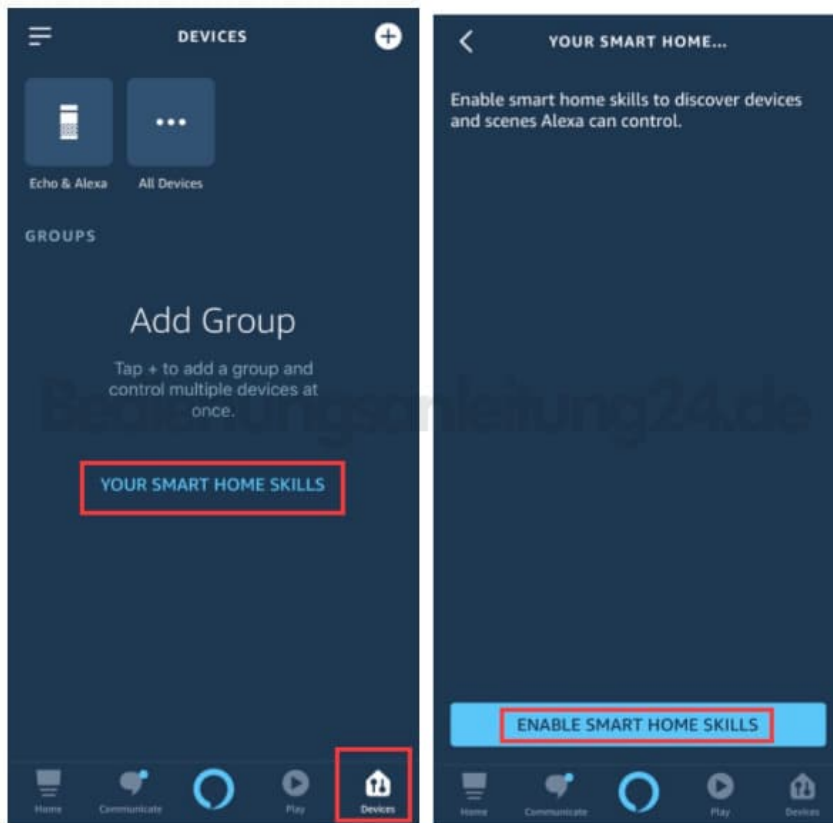 DEVICES
Echo & Alexa
All Devices
GROUPS
Add Group
Tap + to add a group and
control multiple devices at
once.
YOUR SMART HOME SKILLS
Home
Communicate
Play
Devices
YOUR SMART HOME...
Enable smart home skills to discover devices
and scenes Alexa can control.
ENABLE SMART HOME SKILLS
Home
Communicate
Play
Devices
Bedienungsanleitung24.de